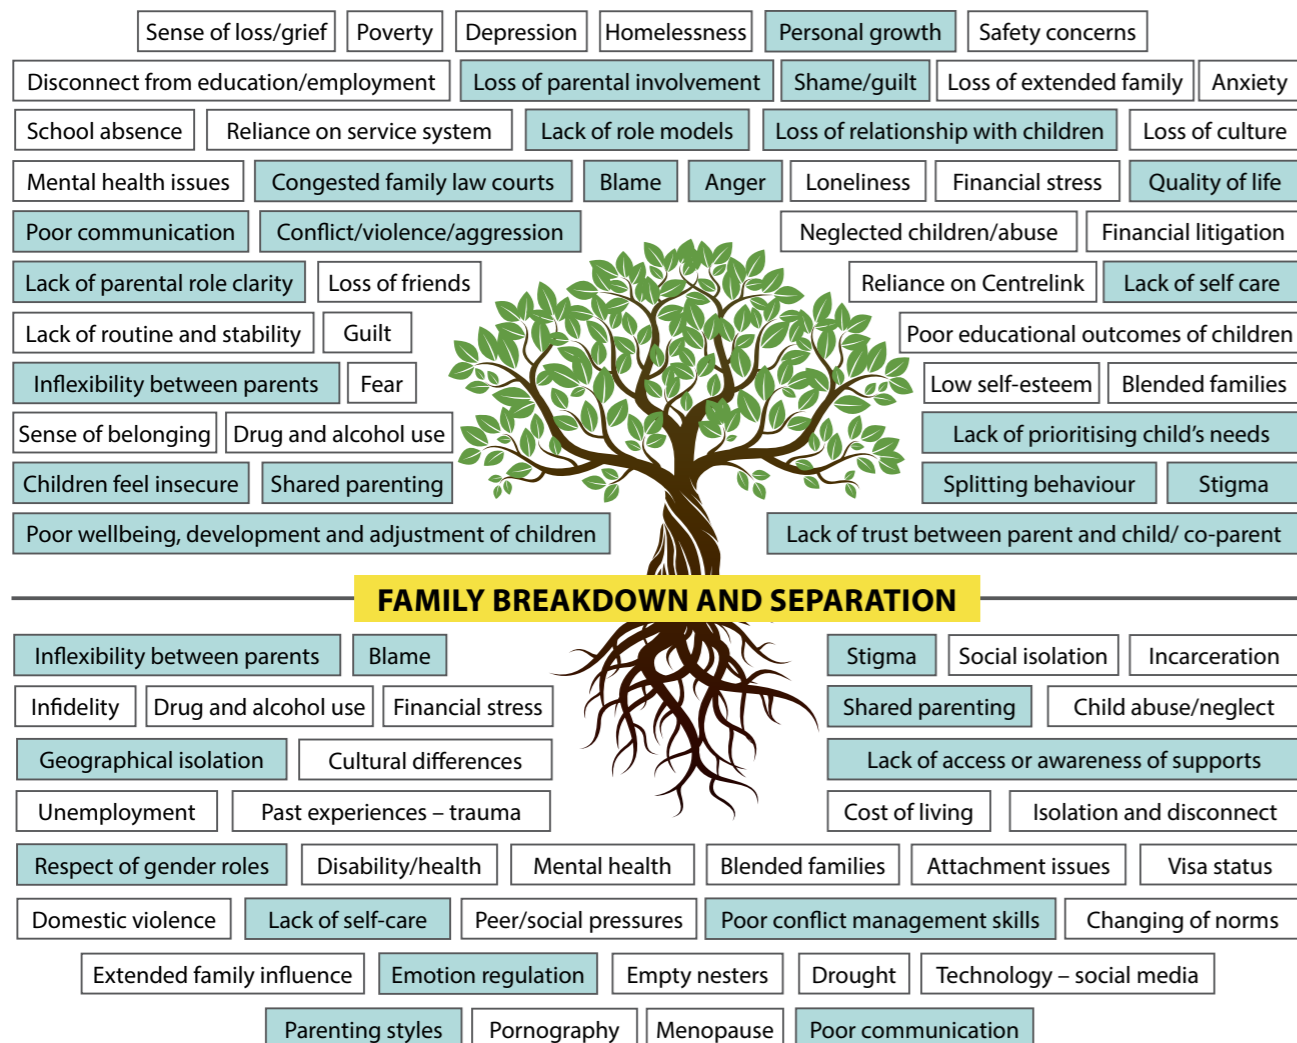 Sense of loss/grief Poverty Depression Homelessness Personal growth Safety concerns
Disconnect from education/employment Loss of parental involvement Shame/guilt Loss of extended family Anxiety
School absence Reliance on service system Lack of role models Loss of relationship with children Loss of culture
Mental health issues Congested family law courts Blame Anger Loneliness Financial stress Quality of life
Poor communication Conflict/violence/aggression Neglected children/abuse Financial litigation
Lack of parental role clarity Loss of friends Reliance on Centrelink Lack of self care
Lack of routine and stability Guilt Poor educational outcomes of children
Inflexibility between parents Fear Low self-esteem Blended families
Sense of belonging Drug and alcohol use Lack of prioritising child's needs
Children feel insecure Shared parenting Splitting behaviour Stigma
Poor wellbeing, development and adjustment of children Lack of trust between parent and child/ co-parent
FAMILY BREAKDOWN AND SEPARATION
Inflexibility between parents Blame Stigma Social isolation Incarceration
Infidelity Drug and alcohol use Financial stress Shared parenting Child abuse/neglect
Geographical isolation Cultural differences Lack of access or awareness of supports
Unemployment Past experiences – trauma Cost of living Isolation and disconnect
Respect of gender roles Disability/health Mental health Blended families Attachment issues Visa status
Domestic violence Lack of self-care Peer/social pressures Poor conflict management skills Changing of norms
Extended family influence Emotion regulation Empty nesters Drought Technology – social media
Parenting styles Pornography Menopause Poor communication